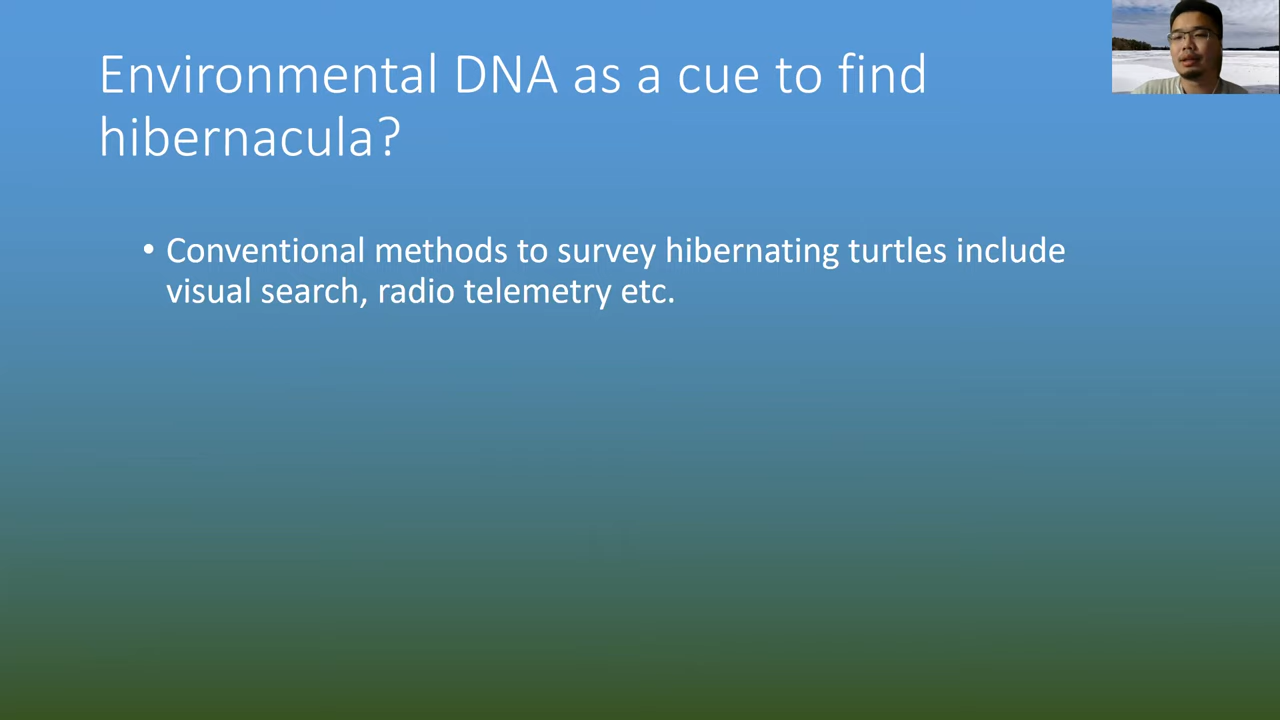 Environmental DNA as a cue to find
hibernacula?
• Conventional methods to survey hibernating turtles include
visual search, radio telemetry etc.